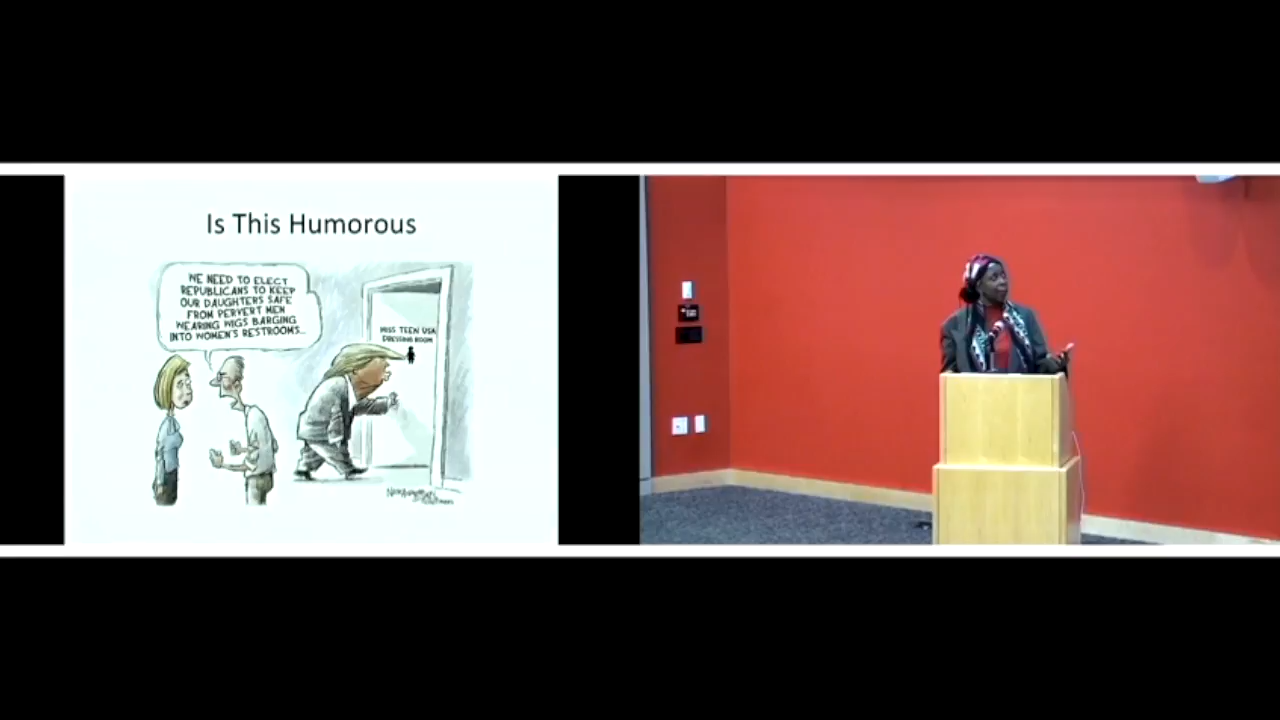 Is This Humorous
WE NEED TO ELECT
REPUBLICANS TO KEEP
OUR DAUGHTERS SAFE
FROM PERVERT MEN
WEARING WIGS BARGING
INTO WOMEN'S RESTROOMS...
MISS TEEN USA
DRESSING ROOM